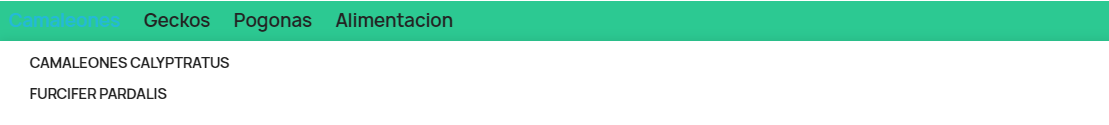 Camaleones Geckos Pogonas Alimentacion
CAMALEONES CALYPTRATUS
FURCIFER PARDALIS